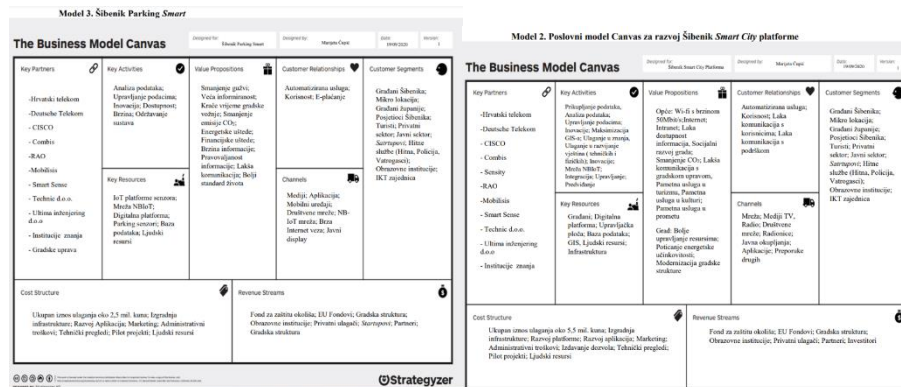 Model 3. Šibenik Parking Smart
The Business Model Canvas
Designed for:
Šibenik Parking Smart
Designed by:
Marijata Čupić
Date:
19/09/2020
Version:
1
Key Partners
-Hrvatski telekom
-Deutsche Telekom
- CISCO
- Combis
-RAO
-Mobilis
- Smart Sense
- Technic d.o.o.
- Ultima inženjering
d.o.o
- Institucije znanja
- Gradske uprava
Key Activities
Analiza podataka;
Upravljanje podacima;
Inovacija; Dostupnost;
Brzina; Održavanje
sustava
Key Resources
IoT platforme senzora;
Mreža NBIoT;
Digitalna platforma;
Parking senzori; Baza
podataka; Ljudski
resursi
Value Propositions
Smanjenje gužvi;
Veća informiranost;
Kraće vrijeme gradske
vožnje; Smanjenje
emisije CO₂;
Energetske uštede;
Financijske uštede;
Brzina informacije;
Pravovaljanost
informacije; Lakša
komunikacija; Bolji
standard života
Customer Relationships
Automatizirana usluga;
Korisnost; E-plaćanje
Channels
Mediji; Aplikacija;
Mobilni uređaji;
Društvene mreže; NB-
IoT mreža; Brza
Internet veza; Javni
display
Customer Segments
Građani Šibenika;
Mikro lokacija;
Građani županije;
Posjetioci Šibenika;
Turisti; Privatni
sektor; Javni sektor;
Startupovi; Hitne
službe (Hitna, Policija,
Vatrogasci);
Obrazovne institucije;
IKT zajednica
Cost Structure
Ukupan iznos ulaganja oko 2,5 mil. kuna; Izgradnja
infrastrukture; Razvoj Aplikacija; Marketing; Administrativni
troškovi; Tehnički pregledi; Pilot projekti; Ljudski resursi
Revenue Streams
Fond za zaštitu okoliša; EU Fondovi; Gradska struktura;
Obrazovne institucije; Privatni ulagači; Startupovi; Partneri;
Gradska struktura
Strategyzer
Model 2. Poslovni model Canvas za razvoj Šibenik Smart City platforme
The Business Model Canvas
Designed for:
Šibenik Smart City Platforma
Designed by:
Marijata Čupić
Date:
Version:
Key Partners
-Hrvatski telekom
-Deutsche Telekom
- CISCO
- Combis
- Sensity
-RAO
-Mobilis
- Smart Sense
- Technic d.o.o.
- Ultima inženjering
d.o.o
- Institucije znanja
Key Activities
Prikupljanje podataka,
Analiza podataka;
Upravljanje podacima;
Inovacije; Maksimizacija
GIS-a; Ulaganje u znanja,
Ulaganje u razvijanje
vještina ( tehničkih i
fizičkih); Inovacije;
Mreža NBIoT;
Integracija; Upravljanje;
Predviđanje
Key Resources
Građani; Digitalna
platforma; Upravljačka
ploča; Baza podataka;
GIS, Ljudski resursi;
Infrastruktura
Value Propositions
Opće: Wi-fi s brzinom
50Mbit/s;Internet;
Intranet; Laka
dostupnost
informacija, Socijalni
razvoj grada;
Smanjenje CO₂; Lakša
komunikacija s
gradskom upravom,
Pametna usluga u
turizmu, Pametna
usluga u kulturi;
Pametna usluga u
prometu
Grad: Bolje
upravljanje resursima;
Poticanje energetske
učinkovitosti;
Modernizacija gradske
strukture
Customer Relationships
Automatizirana usluga;
Korisnost; Laka
komunikacija s
korisnicima; Laka
komunikacija s
podrškom
Channels
Mreža; Mediji TV,
Radio; Društvene
mreže; Radionice;
Javna okupljanja;
Aplikacije; Preporuke
drugih
Customer Segments
Građani Šibenika;
Mikro lokacija;
Građani županije;
Posjetioci Šibenika;
Turisti; Privatni
sektor; Javni sektor;
Startupovi; Hitne
službe (Hitna, Policija,
Vatrogasci);
Obrazovne institucije;
IKT zajednica
Cost Structure
Ukupan iznos ulaganja oko 5,5 mil. kuna; Izgradnja
infrastrukture; Razvoj platforme; Razvoj aplikacija; Marketing;
Administrativni troškovi; Izdavanje dozvola; Tehnički pregledi;
Pilot projekti; Ljudski resursi
Revenue Streams
Fond za zaštitu okoliša; EU Fondovi; Gradska struktura;
Obrazovne institucije, Privatni ulagači; Partneri; Investitori